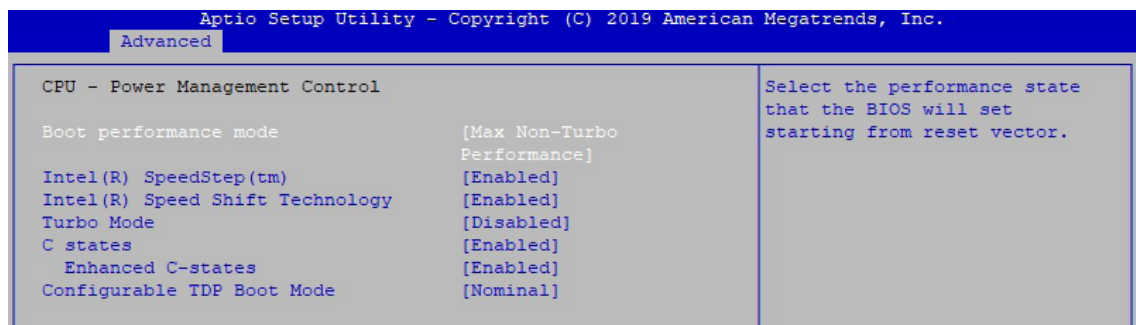 Aptio Setup Utility - Copyright (C) 2019 American Megatrends, Inc.
Advanced
CPU - Power Management Control
Boot performance mode [Max Non-Turbo
Performance]
Intel(R) SpeedStep(tm) [Enabled]
Intel(R) Speed Shift Technology [Enabled]
Turbo Mode [Disabled]
C states [Enabled]
Enhanced C-states [Enabled]
Configurable TDP Boot Mode [Nominal]
Select the performance state
that the BIOS will set
starting from reset vector.